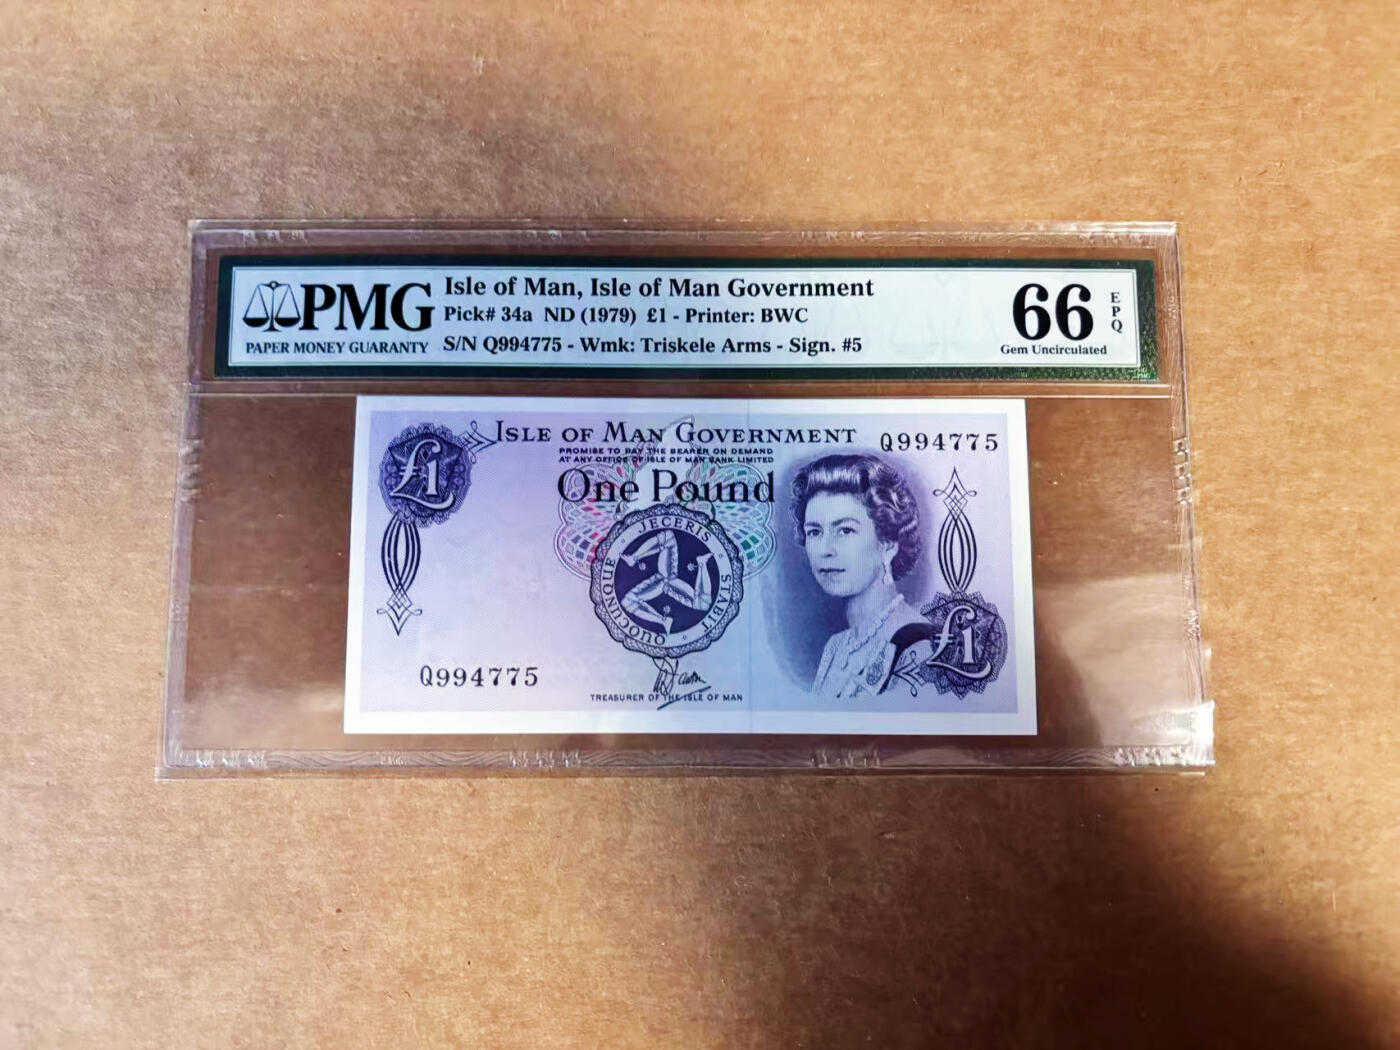 PMG
PAPER MONEY GUARANTY
Isle of Man, Isle of Man Government
Pick# 34a ND (1979) £1 - Printer: BWC
S/N Q994775 - Wmk: Triskele Arms - Sign. #5
66
EPQ
Gem Uncirculated
£1
ISLE OF MAN GOVERNMENT
Q994775
PROMISE TO PAY THE BEARER ON DEMAND
AT ANY OFFICE OF ISLE OF MAN BANK LIMITED
One Pound
QUOCUNQUE JECERIS STABIT
£1
Q994775
TREASURER OF THE ISLE OF MAN